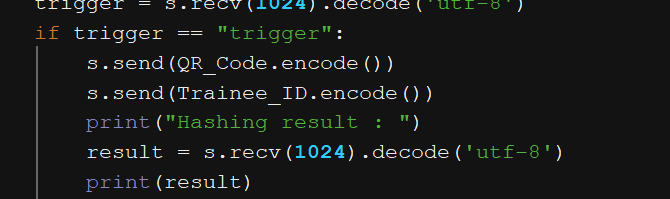 trigger = s.recv(1024).decode('utf-8')
if trigger == "trigger":
    s.send(QR_Code.encode())
    s.send(Trainee_ID.encode())
    print("Hashing result : ")
    result = s.recv(1024).decode('utf-8')
    print(result)